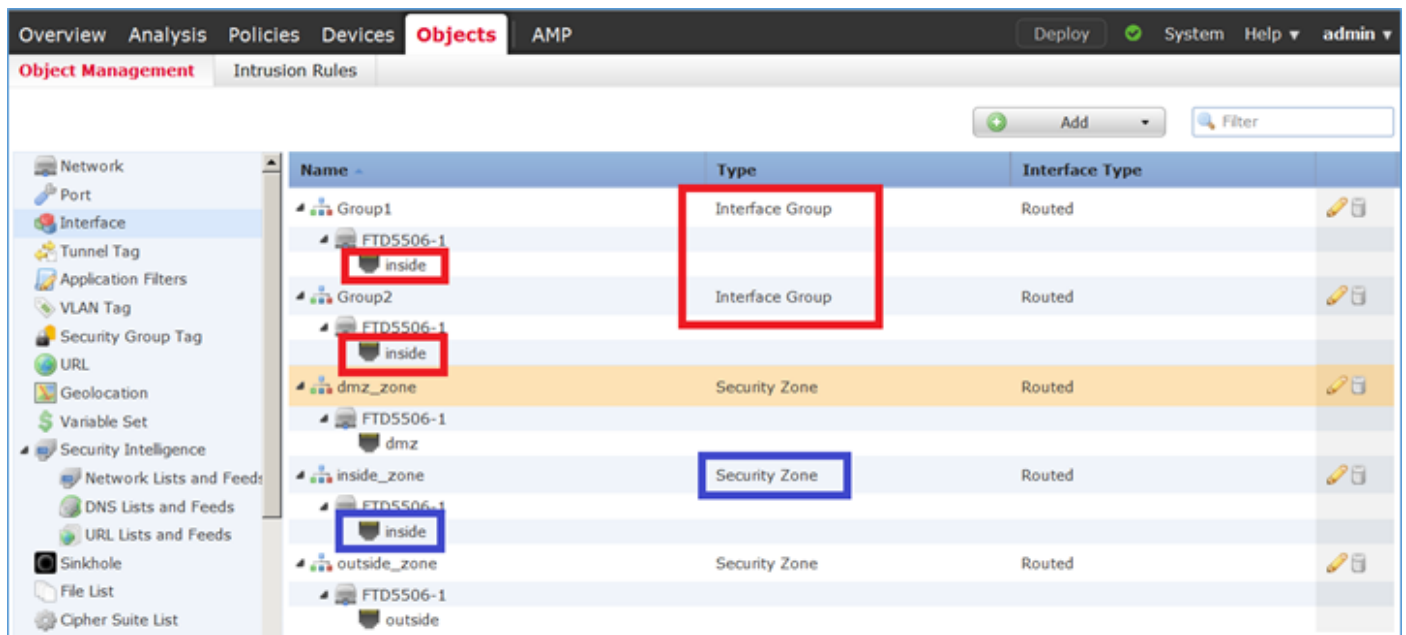 Overview Analysis Policies Devices Objects AMP Deploy System Help admin
Object Management Intrusion Rules
Add Filter
Network
Port
Interface
Tunnel Tag
Application Filters
VLAN Tag
Security Group Tag
URL
Geolocation
Variable Set
Security Intelligence
Network Lists and Feeds
DNS Lists and Feeds
URL Lists and Feeds
Sinkhole
File List
Cipher Suite List
Name Type Interface Type
Group1 Interface Group Routed
FTD5506-1
inside
Group2 Interface Group Routed
FTD5506-1
inside
dmz_zone Security Zone Routed
FTD5506-1
dmz
inside_zone Security Zone Routed
FTD5506-1
inside
outside_zone Security Zone Routed
FTD5506-1
outside